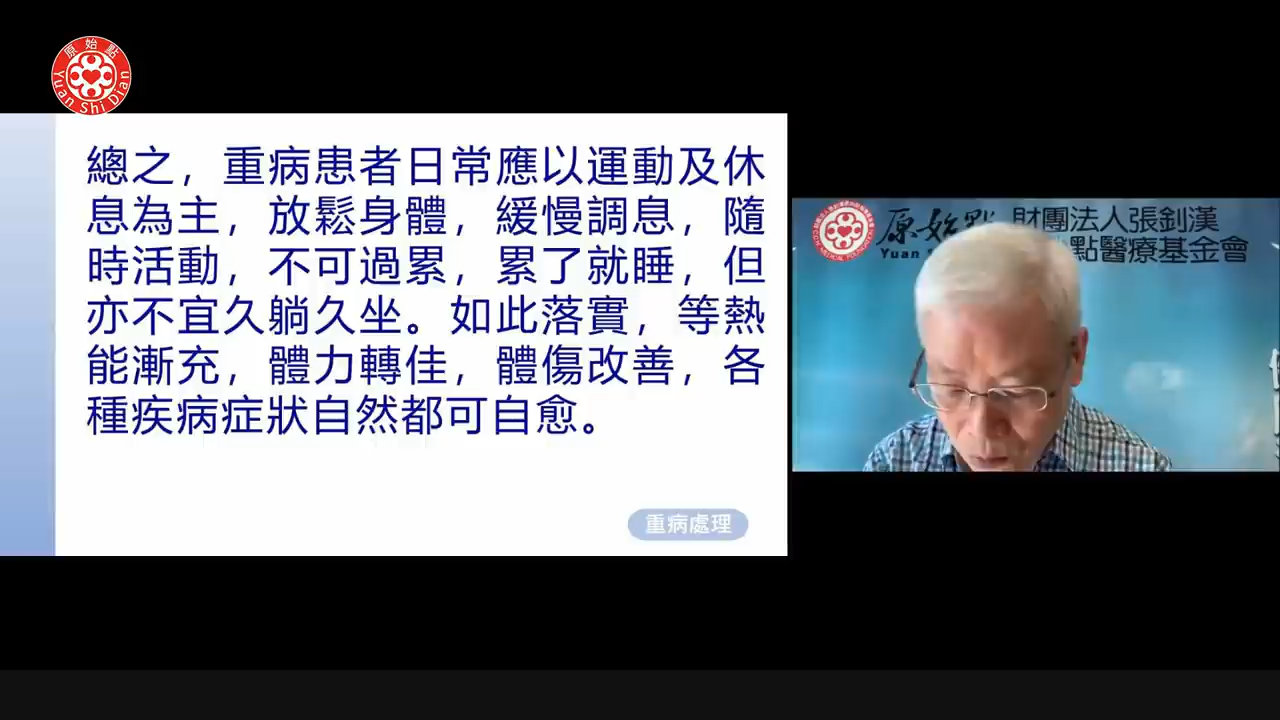 原始點
Yuan Shi Dian
總之，重病患者日常應以運動及休
息為主，放鬆身體，緩慢調息，隨
時活動，不可過累，累了就睡，但
亦不宜久躺久坐。如此落實，等熱
能漸充，體力轉佳，體傷改善，各
種疾病症狀自然都可自愈。
重病處理
原始點
Yuan
財團法人張釗漢
點醫療基金會